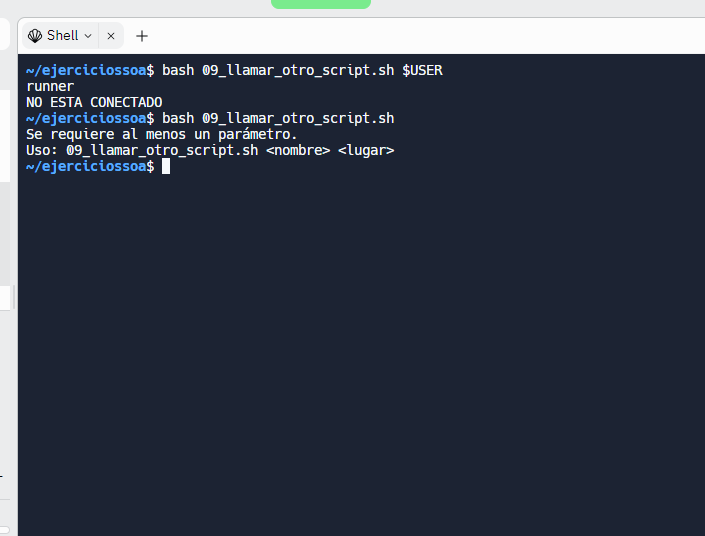 Shell
~/ejerciciossoa$ bash 09_llamar_otro_script.sh $USER
runner
NO ESTA CONECTADO
~/ejerciciossoa$ bash 09_llamar_otro_script.sh
Se requiere al menos un parámetro.
Uso: 09_llamar_otro_script.sh <nombre> <lugar>
~/ejerciciossoa$